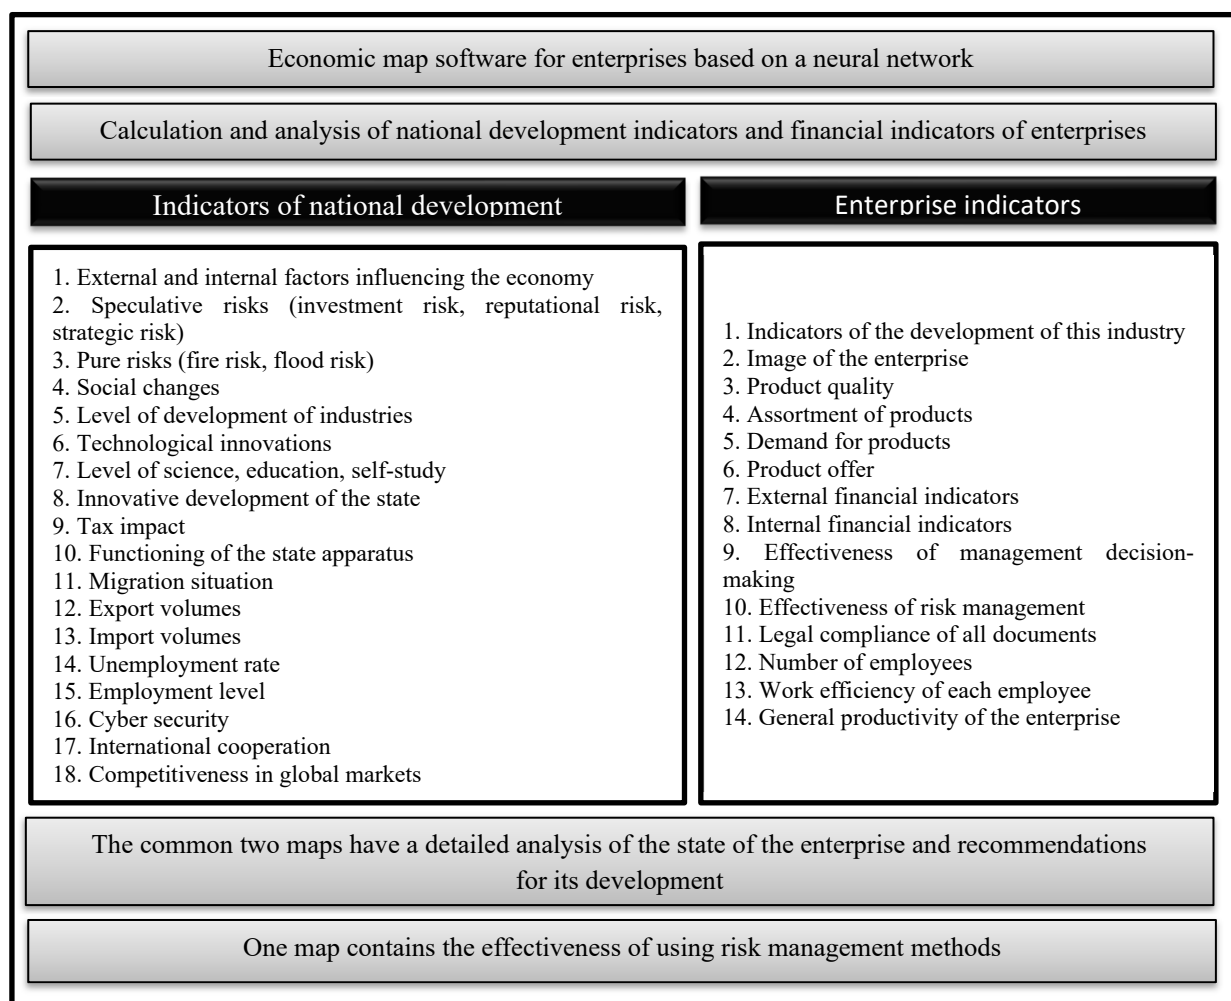 Economic map software for enterprises based on a neural network
Calculation and analysis of national development indicators and financial indicators of enterprises
Indicators of national development
1. External and internal factors influencing the economy
2. Speculative risks (investment risk, reputational risk,
strategic risk)
3. Pure risks (fire risk, flood risk)
4. Social changes
5. Level of development of industries
6. Technological innovations
7. Level of science, education, self-study
8. Innovative development of the state
9. Tax impact
10. Functioning of the state apparatus
11. Migration situation
12. Export volumes
13. Import volumes
14. Unemployment rate
15. Employment level
16. Cyber security
17. International cooperation
18. Competitiveness in global markets
Enterprise indicators
1. Indicators of the development of this industry
2. Image of the enterprise
3. Product quality
4. Assortment of products
5. Demand for products
6. Product offer
7. External financial indicators
8. Internal financial indicators
9. Effectiveness of management decision-
making
10. Effectiveness of risk management
11. Legal compliance of all documents
12. Number of employees
13. Work efficiency of each employee
14. General productivity of the enterprise
The common two maps have a detailed analysis of the state of the enterprise and recommendations
for its development
One map contains the effectiveness of using risk management methods